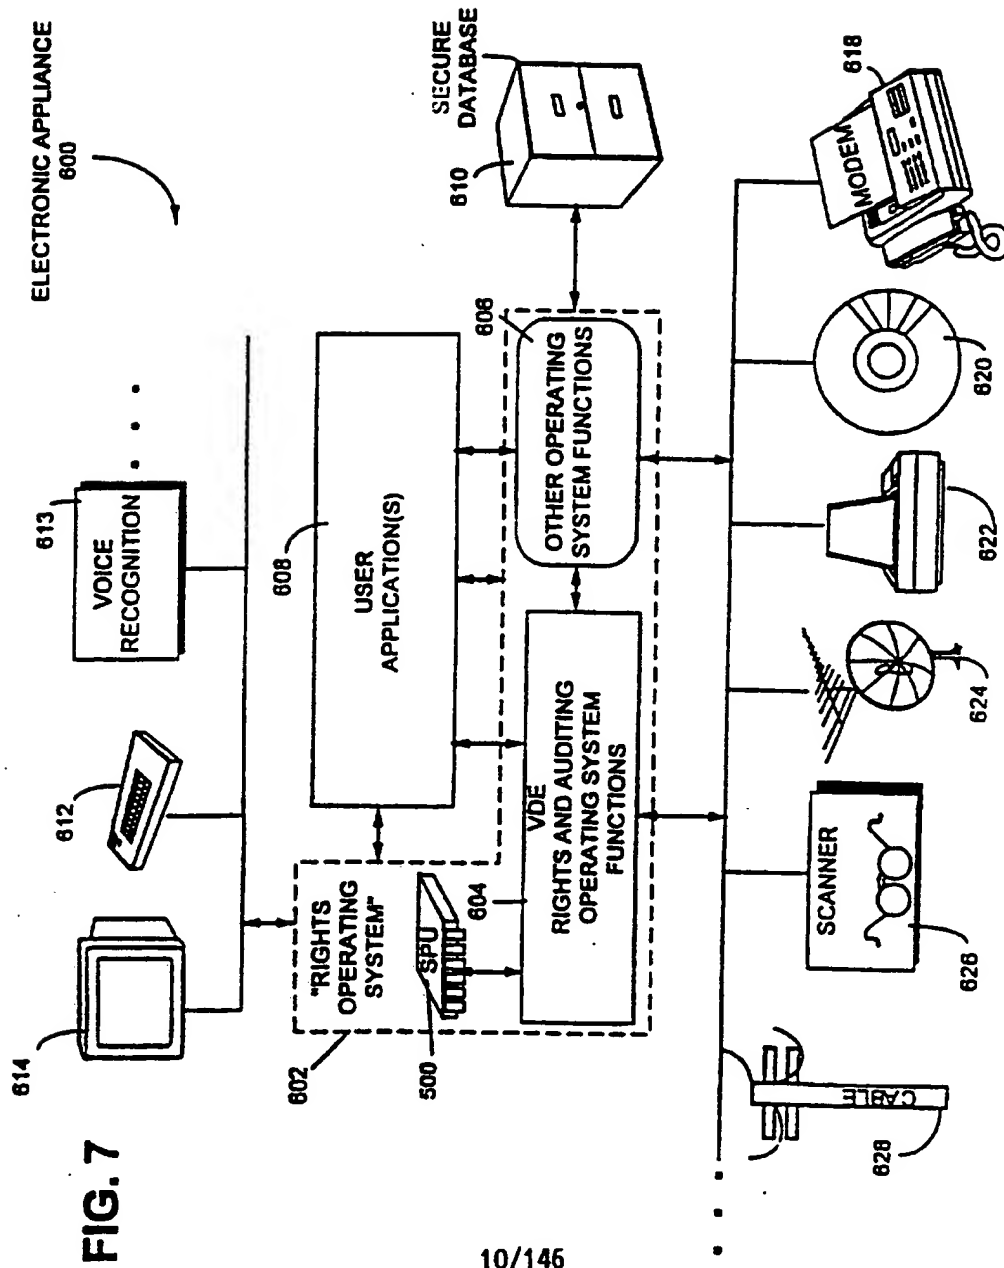 FIG. 7
ELECTRONIC APPLIANCE
600
614
612
613
VOICE
RECOGNITION
602
"RIGHTS
OPERATING
SYSTEM"
608
USER
APPLICATION(S)
SPU
500
604
VDE
RIGHTS AND AUDITING
OPERATING SYSTEM
FUNCTIONS
606
OTHER OPERATING
SYSTEM FUNCTIONS
610
SECURE
DATABASE
CABLE
628
SCANNER
626
624
622
620
MODEM
618
10/146